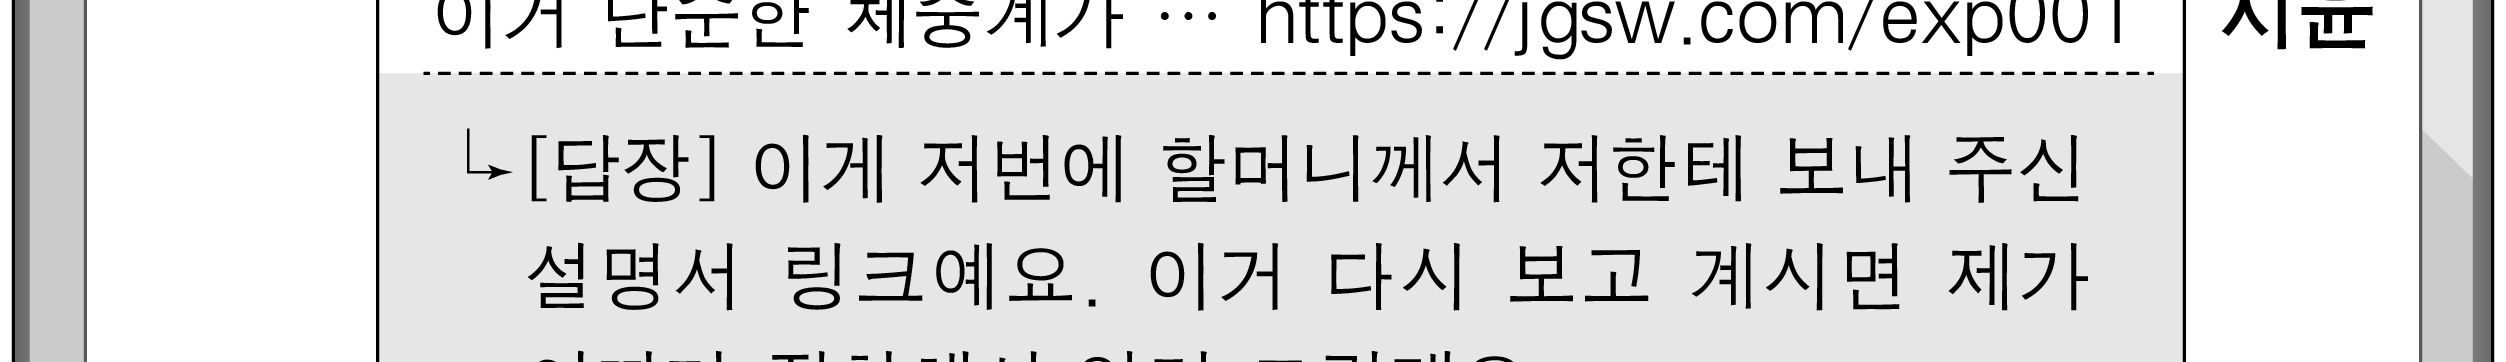 이거 단순한 체중계가 … https://jgsw.com/exp001
시윤
↳[답장] 이게 저번에 할머니께서 저한테 보내 주신
설명서 링크예요. 이거 다시 보고 계시면 제가